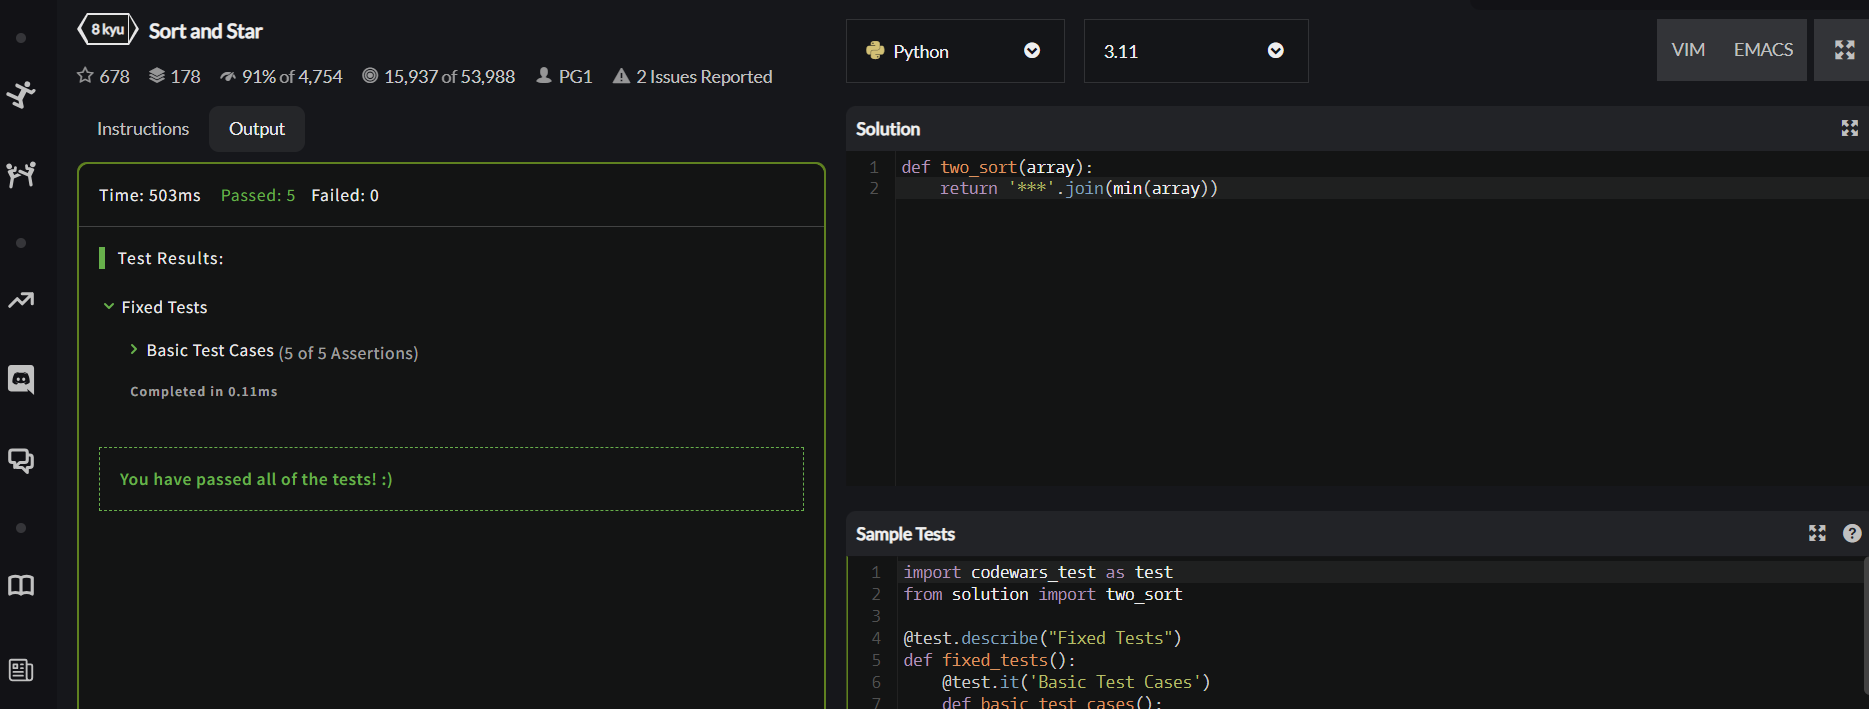 8 kyu Sort and Star
678 178 91% of 4,754 15,937 of 53,988 PG1 2 Issues Reported
Instructions Output
Time: 503ms Passed: 5 Failed: 0
Test Results:
Fixed Tests
Basic Test Cases (5 of 5 Assertions)
Completed in 0.11ms
You have passed all of the tests! :)
Python 3.11 VIM EMACS
Solution
1 def two_sort(array):
2     return '***'.join(min(array))
Sample Tests ?
1 import codewars_test as test
2 from solution import two_sort
3
4 @test.describe("Fixed Tests")
5 def fixed_tests():
6     @test.it('Basic Test Cases')
7     def basic_test_cases():